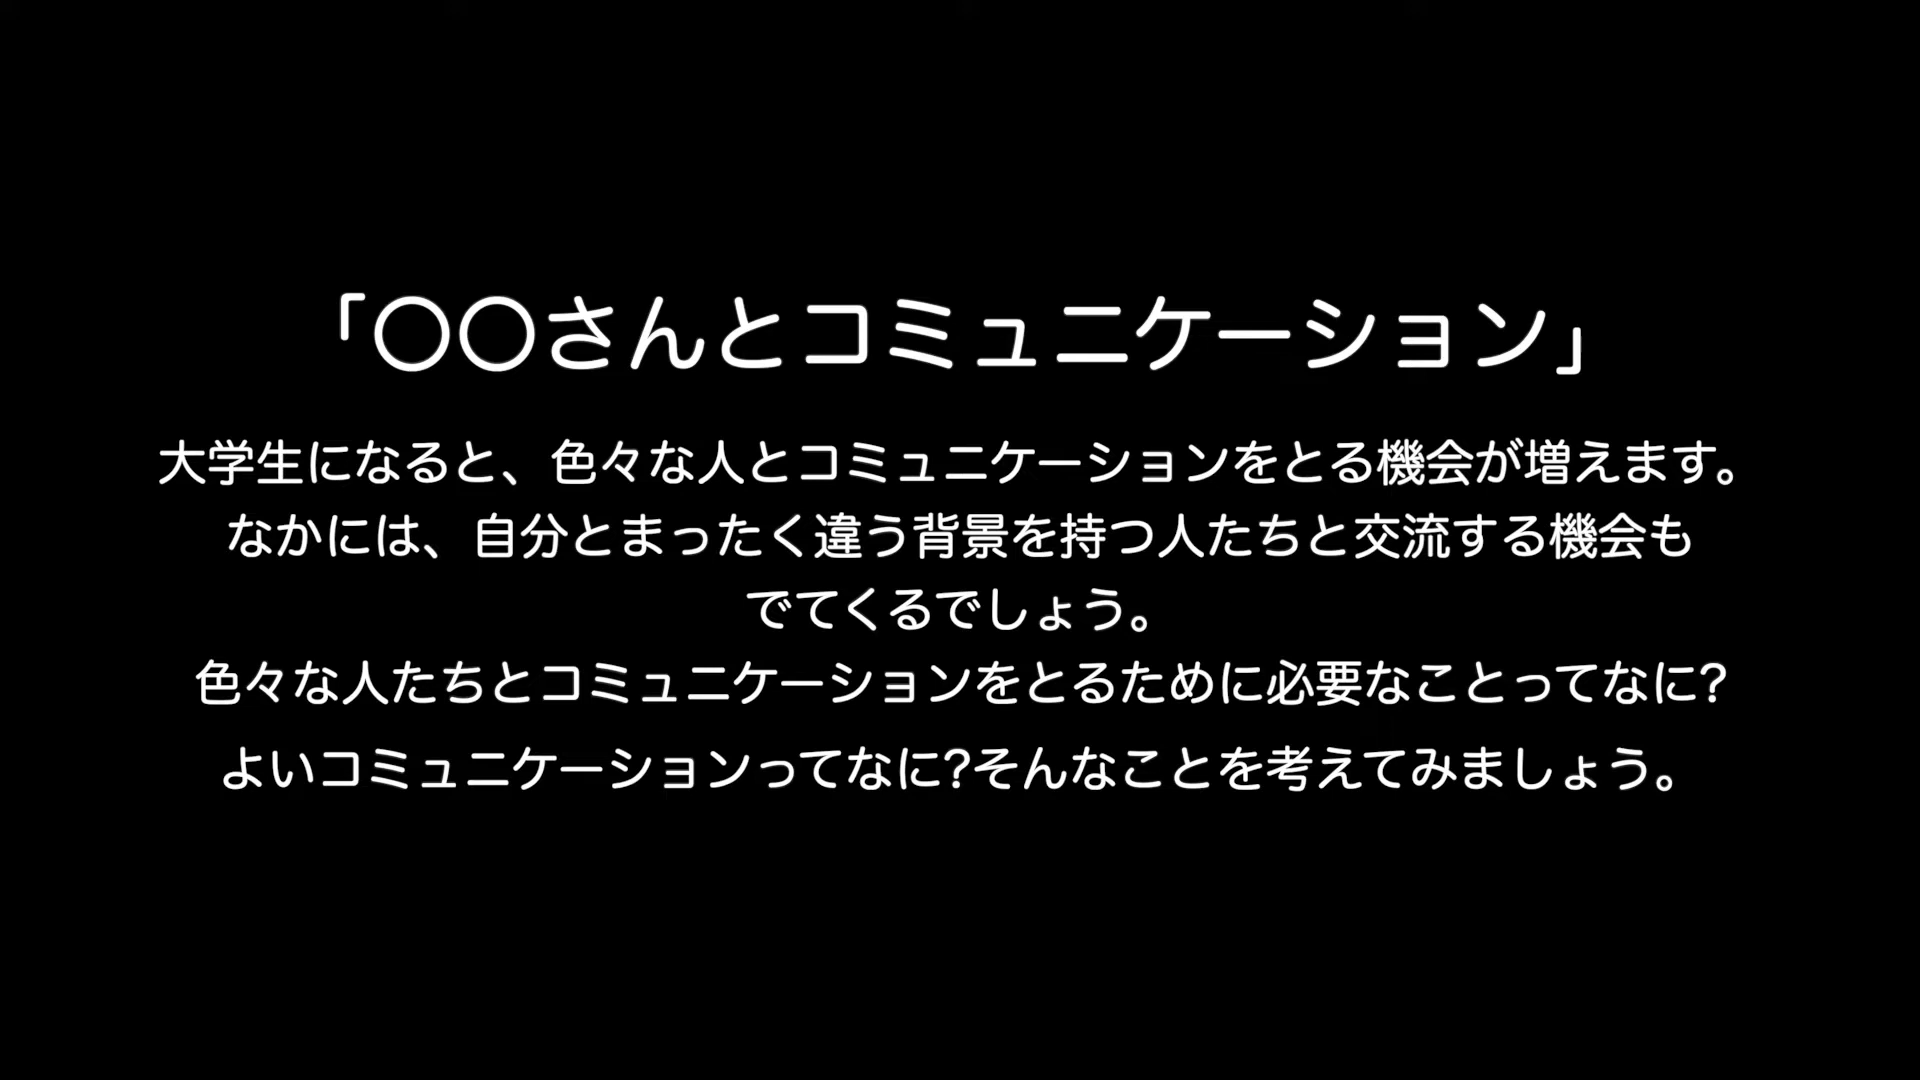 「〇〇さんとコミュニケーション」
大学生になると、色々な人とコミュニケーションをとる機会が増えます。
なかには、自分とまったく違う背景を持つ人たちと交流する機会も
でてくるでしょう。
色々な人たちとコミュニケーションをとるために必要なことってなに?
よいコミュニケーションってなに?そんなことを考えてみましょう。